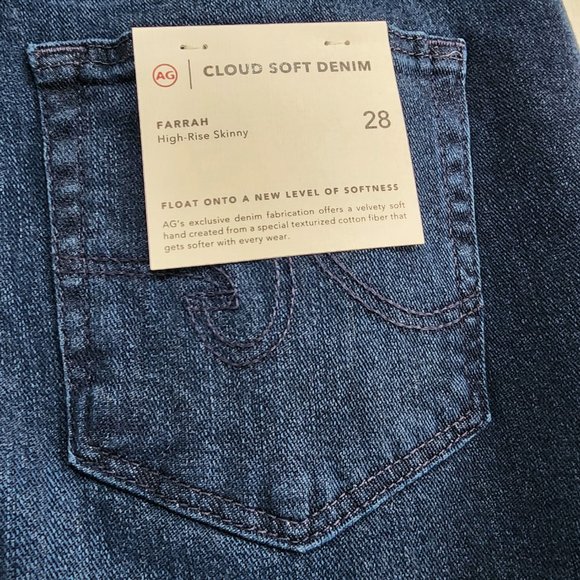 AG | CLOUD SOFT DENIM
FARRAH 28
High-Rise Skinny
FLOAT ONTO A NEW LEVEL OF SOFTNESS
AG's exclusive denim fabrication offers a velvety soft
hand created from a special texturized cotton fiber that
gets softer with every wear.